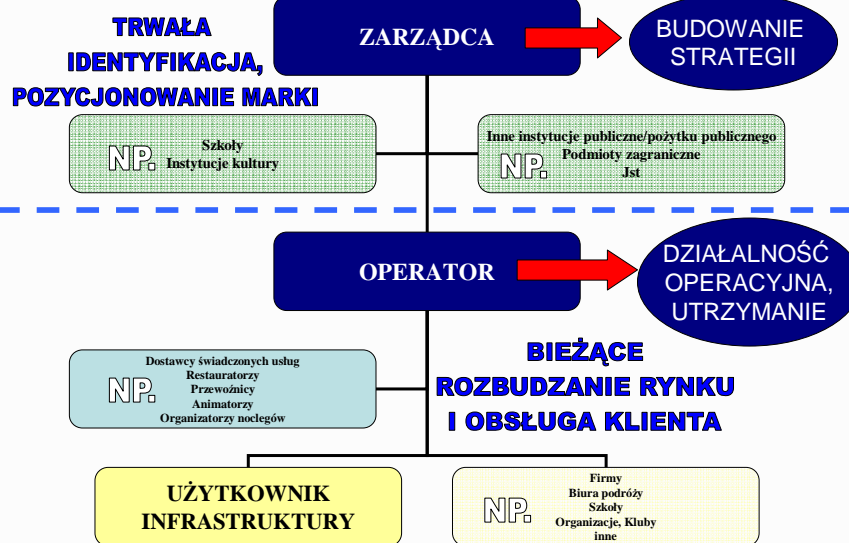 TRWAŁA
IDENTYFIKACJA,
POZYCJONOWANIE MARKI
ZARZĄDCA
BUDOWANIE
STRATEGII
NP.
Szkoły
Instytucje kultury
Inne instytucje publiczne/pożytku publicznego
NP.
Podmioty zagraniczne
Jst
OPERATOR
DZIAŁALNOŚĆ
OPERACYJNA,
UTRZYMANIE
NP.
Dostawcy świadczonych usług
Restauratorzy
Przewoźnicy
Animatorzy
Organizatorzy noclegów
BIEŻĄCE
ROZBUDZANIE RYNKU
I OBSŁUGA KLIENTA
UŻYTKOWNIK
INFRASTRUKTURY
NP.
Firmy
Biura podróży
Szkoły
Organizacje, Kluby
inne